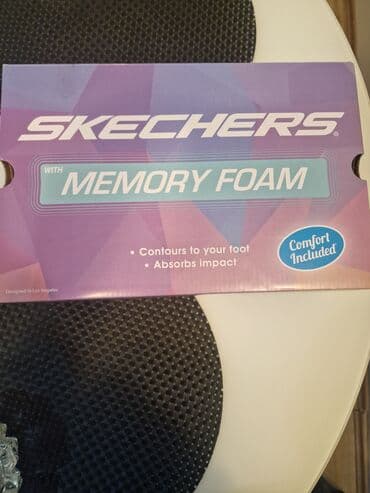 SKECHERS®
WITH MEMORY FOAM
• Contours to your foot
• Absorbs impact
Comfort
Included
Designed in Los Angeles